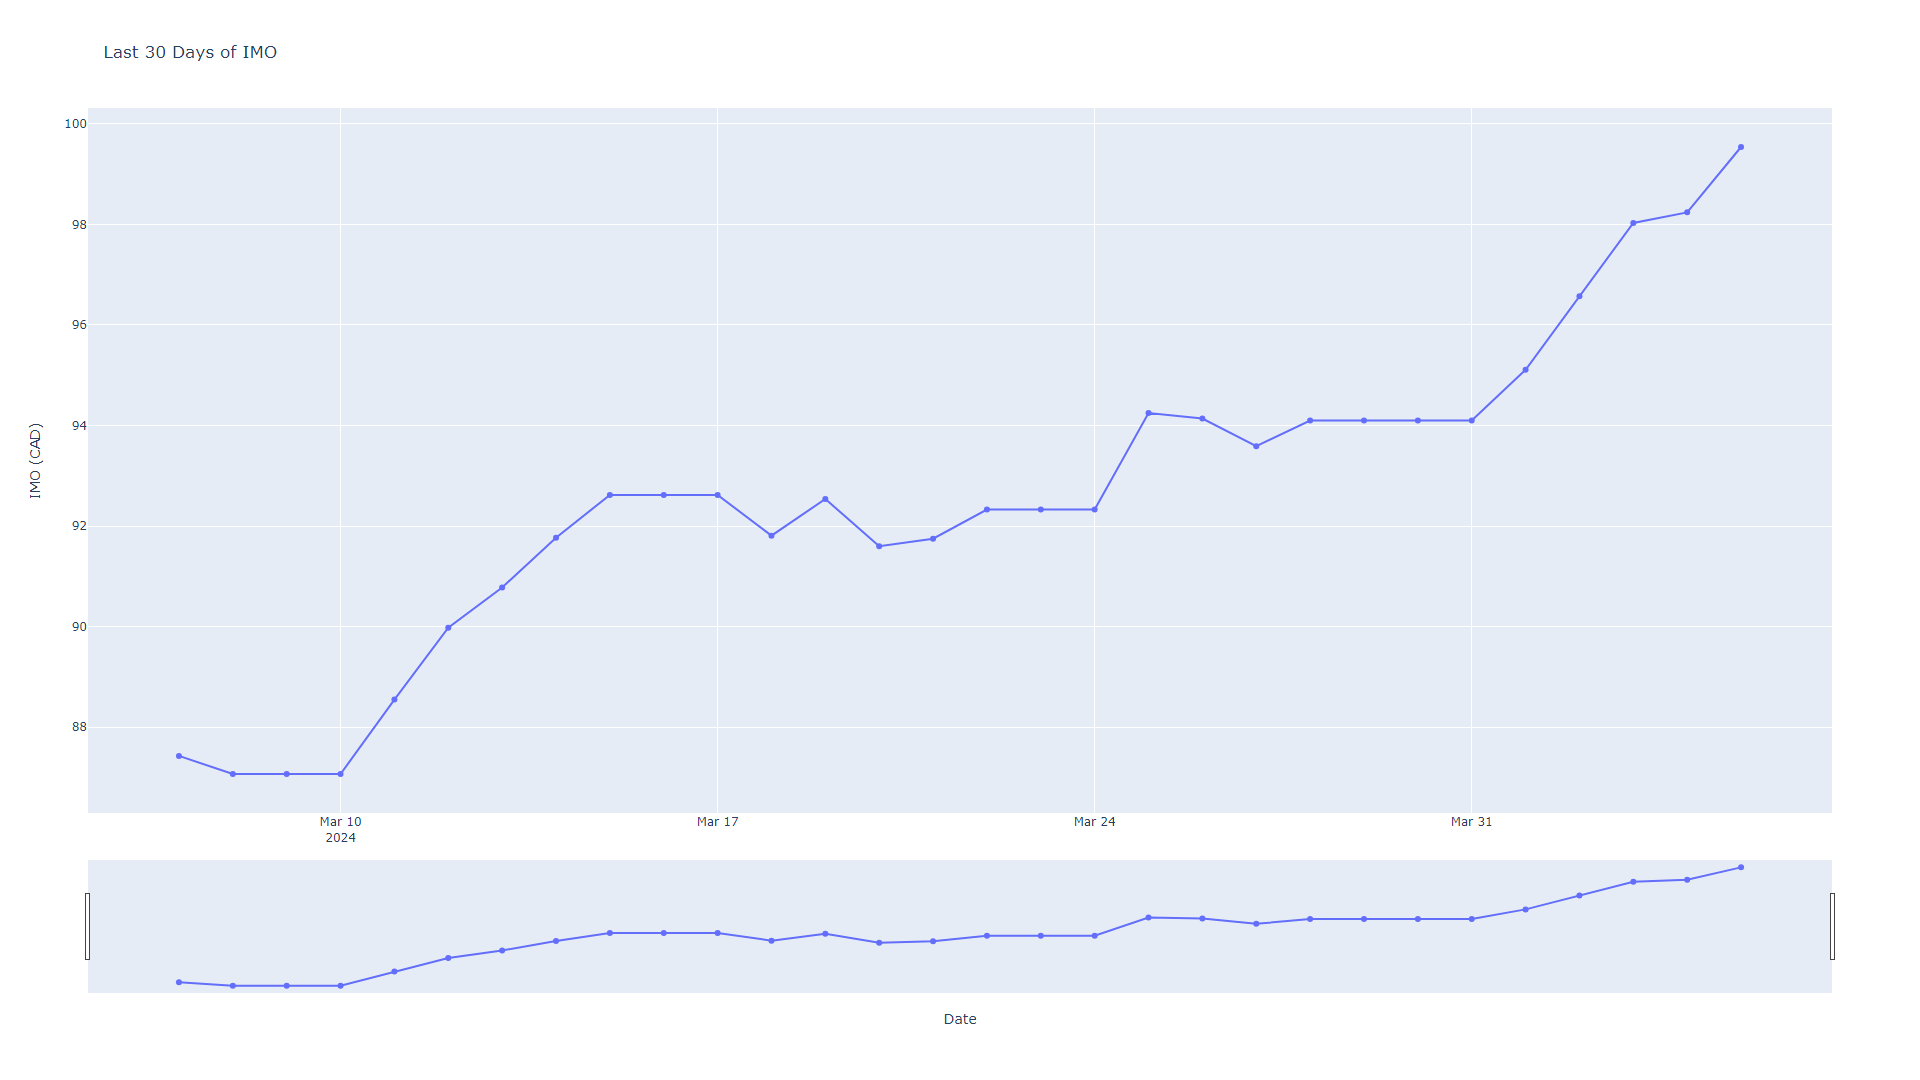 Last 30 Days of IMO
100
98
96
94
92
90
88
IMO (CAD)
Mar 10
2024
Mar 17
Mar 24
Mar 31
Date